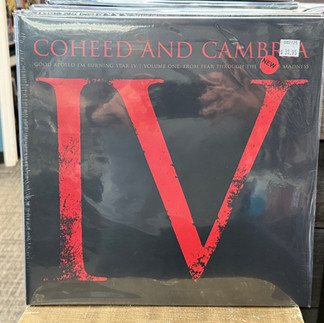 COHEED AND CAMBRIA
GOOD APOLLO I'M BURNING STAR IV | VOLUME ONE: FROM FEAR THROUGH THE MADNESS
NEW
IV